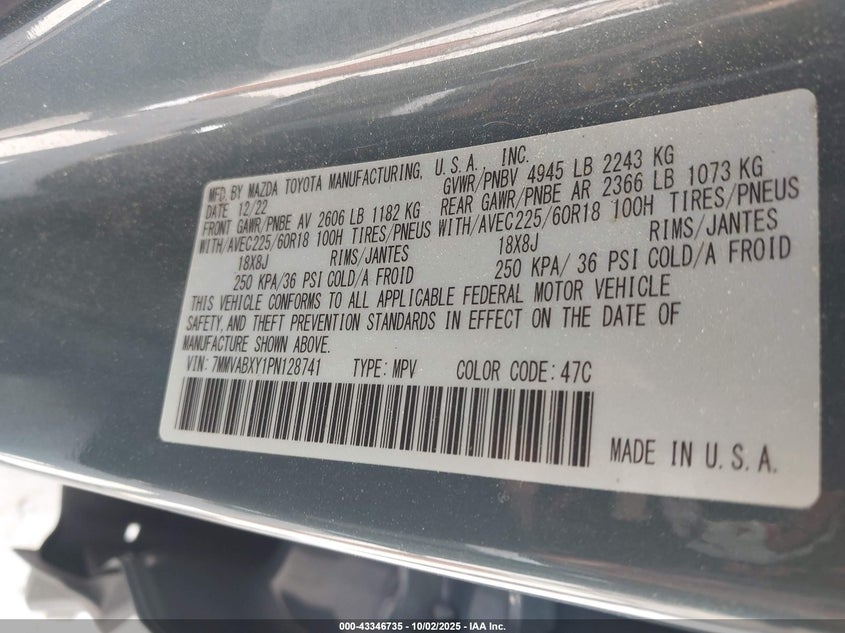 MFD. BY MAZDA TOYOTA MANUFACTURING, U.S.A., INC.
DATE 12/22 GVWR/PNBV 4945 LB 2243 KG
FRONT GAWR/PNBE AV 2606 LB 1182 KG REAR GAWR/PNBE AR 2366 LB 1073 KG
WITH/AVEC225/60R18 100H TIRES/PNEUS WITH/AVEC225/60R18 100H TIRES/PNEUS
18X8J RIMS/JANTES 18X8J RIMS/JANTES
250 KPA/36 PSI COLD/A FROID 250 KPA/ 36 PSI COLD/A FROID
THIS VEHICLE CONFORMS TO ALL APPLICABLE FEDERAL MOTOR VEHICLE
SAFETY, AND THEFT PREVENTION STANDARDS IN EFFECT ON THE DATE OF
MANUFACTURE SHOWN ABOVE.
VIN: 7MMVABXY1PN128741 TYPE: MPV COLOR CODE: 47C
MADE IN U.S.A.
000-43346735 - 10/02/2025 - IAA Inc.